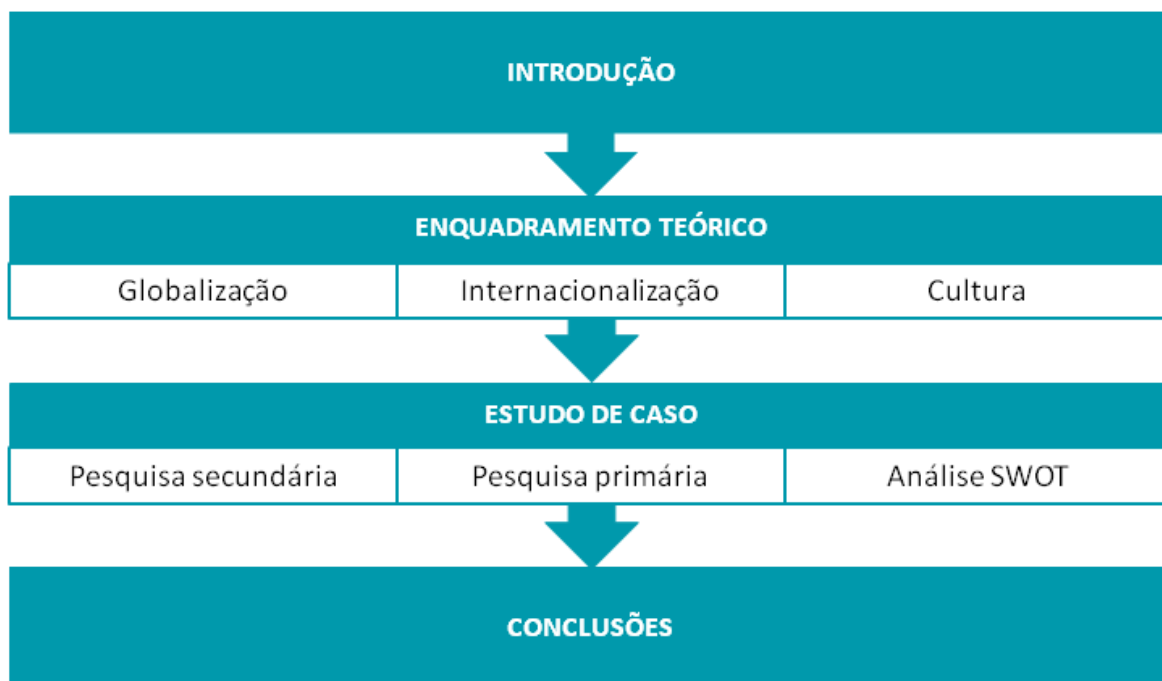 INTRODUÇÃO
ENQUADRAMENTO TEÓRICO
Globalização
Internacionalização
Cultura
ESTUDO DE CASO
Pesquisa secundária
Pesquisa primária
Análise SWOT
CONCLUSÕES